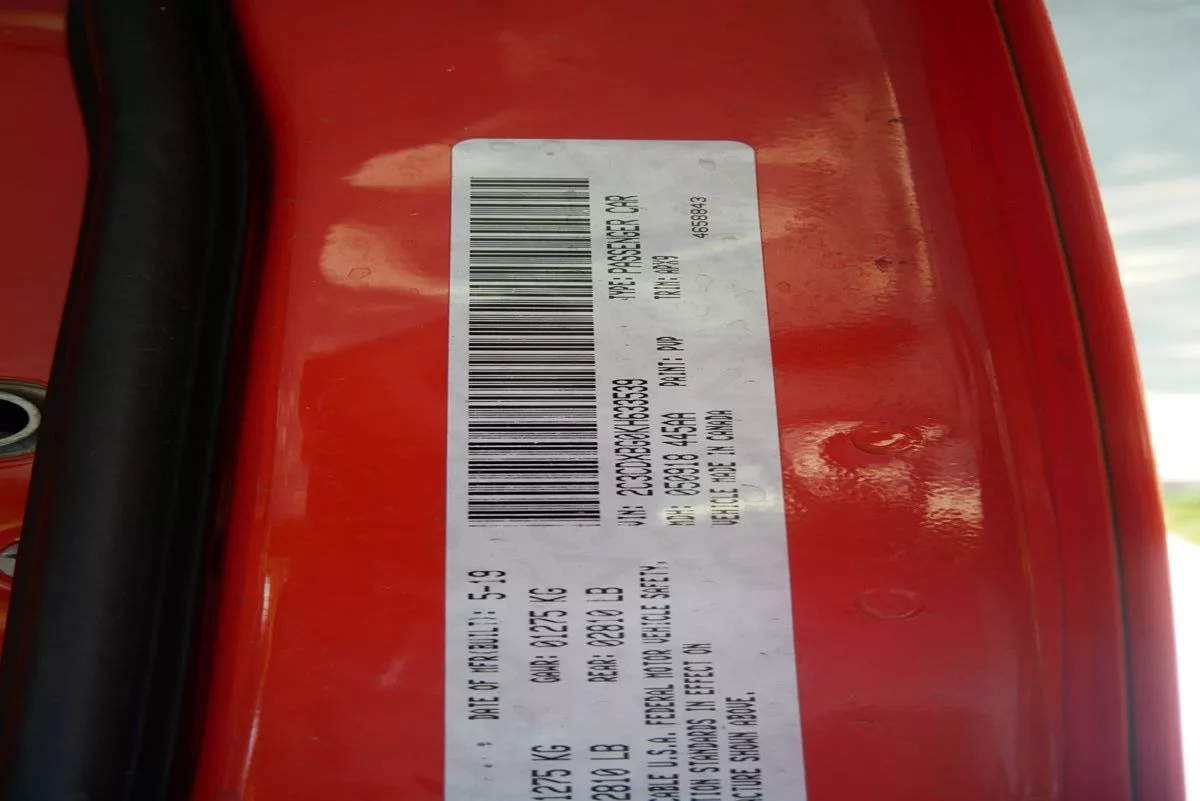 DATE OF MFR(BUILT): 5-19
1275 KG GAWR: 01275 KG
2810 LB REAR: 02810 LB
ABLE U.S.A. FEDERAL MOTOR VEHICLE SAFETY,
TION STANDARDS IN EFFECT ON
CTURE SHOWN ABOVE.
VIN: 2C3CDXBG0KH633539 TYPE: PASSENGER CAR
MDH: 050918 445AA PAINT: PVP TRIM: APX9
VEHICLE MADE IN CANADA 4658843